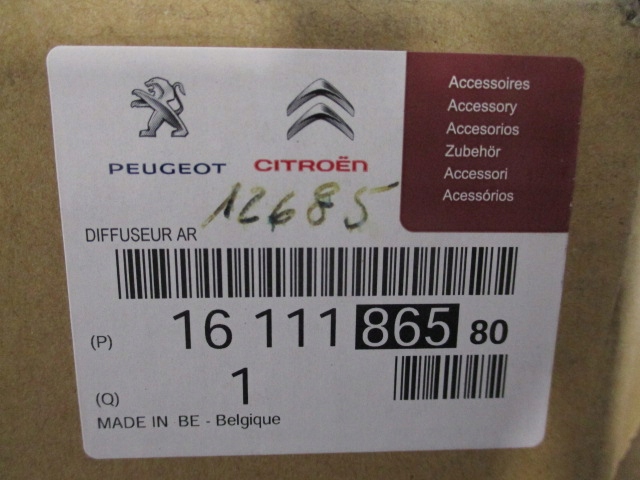 PEUGEOT CITROËN
Accessoires
Accessory
Accesorios
Zubehör
Accessori
Acessórios
12685
DIFFUSEUR AR
(P) 16 111 865 80
(Q) 1
MADE IN BE - Belgique